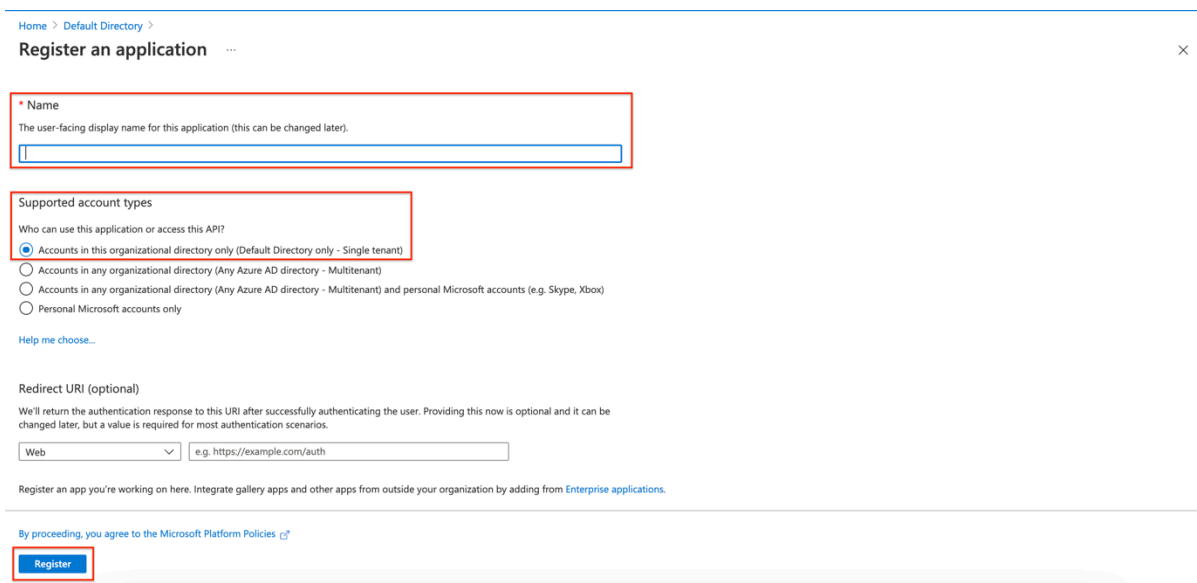 Home > Default Directory >
Register an application ...
* Name
The user-facing display name for this application (this can be changed later).
Supported account types
Who can use this application or access this API?
Accounts in this organizational directory only (Default Directory only - Single tenant)
Accounts in any organizational directory (Any Azure AD directory - Multitenant)
Accounts in any organizational directory (Any Azure AD directory - Multitenant) and personal Microsoft accounts (e.g. Skype, Xbox)
Personal Microsoft accounts only
Help me choose...
Redirect URI (optional)
We'll return the authentication response to this URI after successfully authenticating the user. Providing this now is optional and it can be
changed later, but a value is required for most authentication scenarios.
Web e.g. https://example.com/auth
Register an app you're working on here. Integrate gallery apps and other apps from outside your organization by adding from Enterprise applications.
By proceeding, you agree to the Microsoft Platform Policies
Register